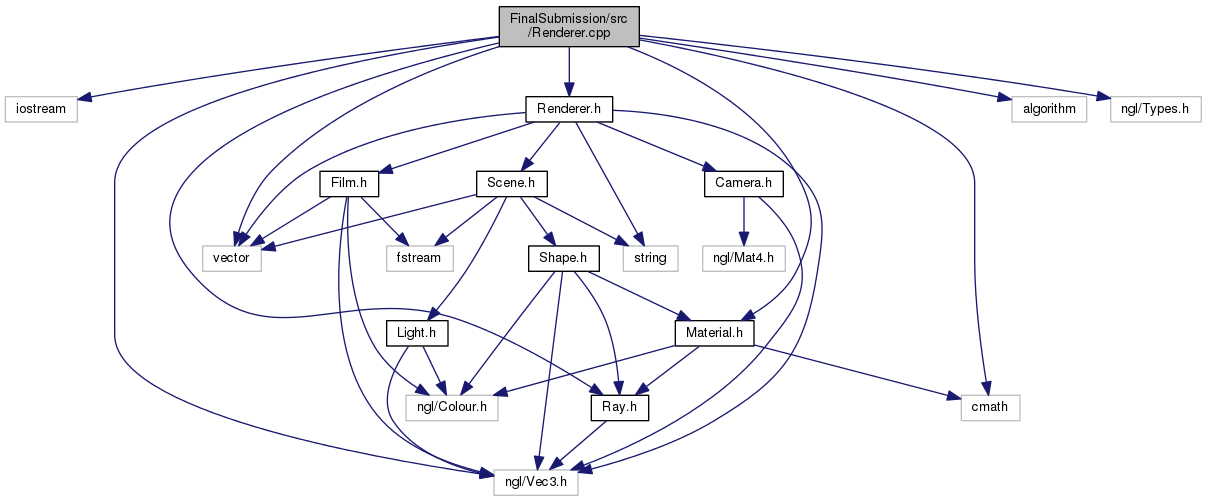 FinalSubmission/src
/Renderer.cpp
iostream
Renderer.h
algorithm
ngl/Types.h
Film.h
Scene.h
Camera.h
vector
fstream
Shape.h
string
ngl/Mat4.h
Light.h
Material.h
ngl/Colour.h
Ray.h
cmath
ngl/Vec3.h